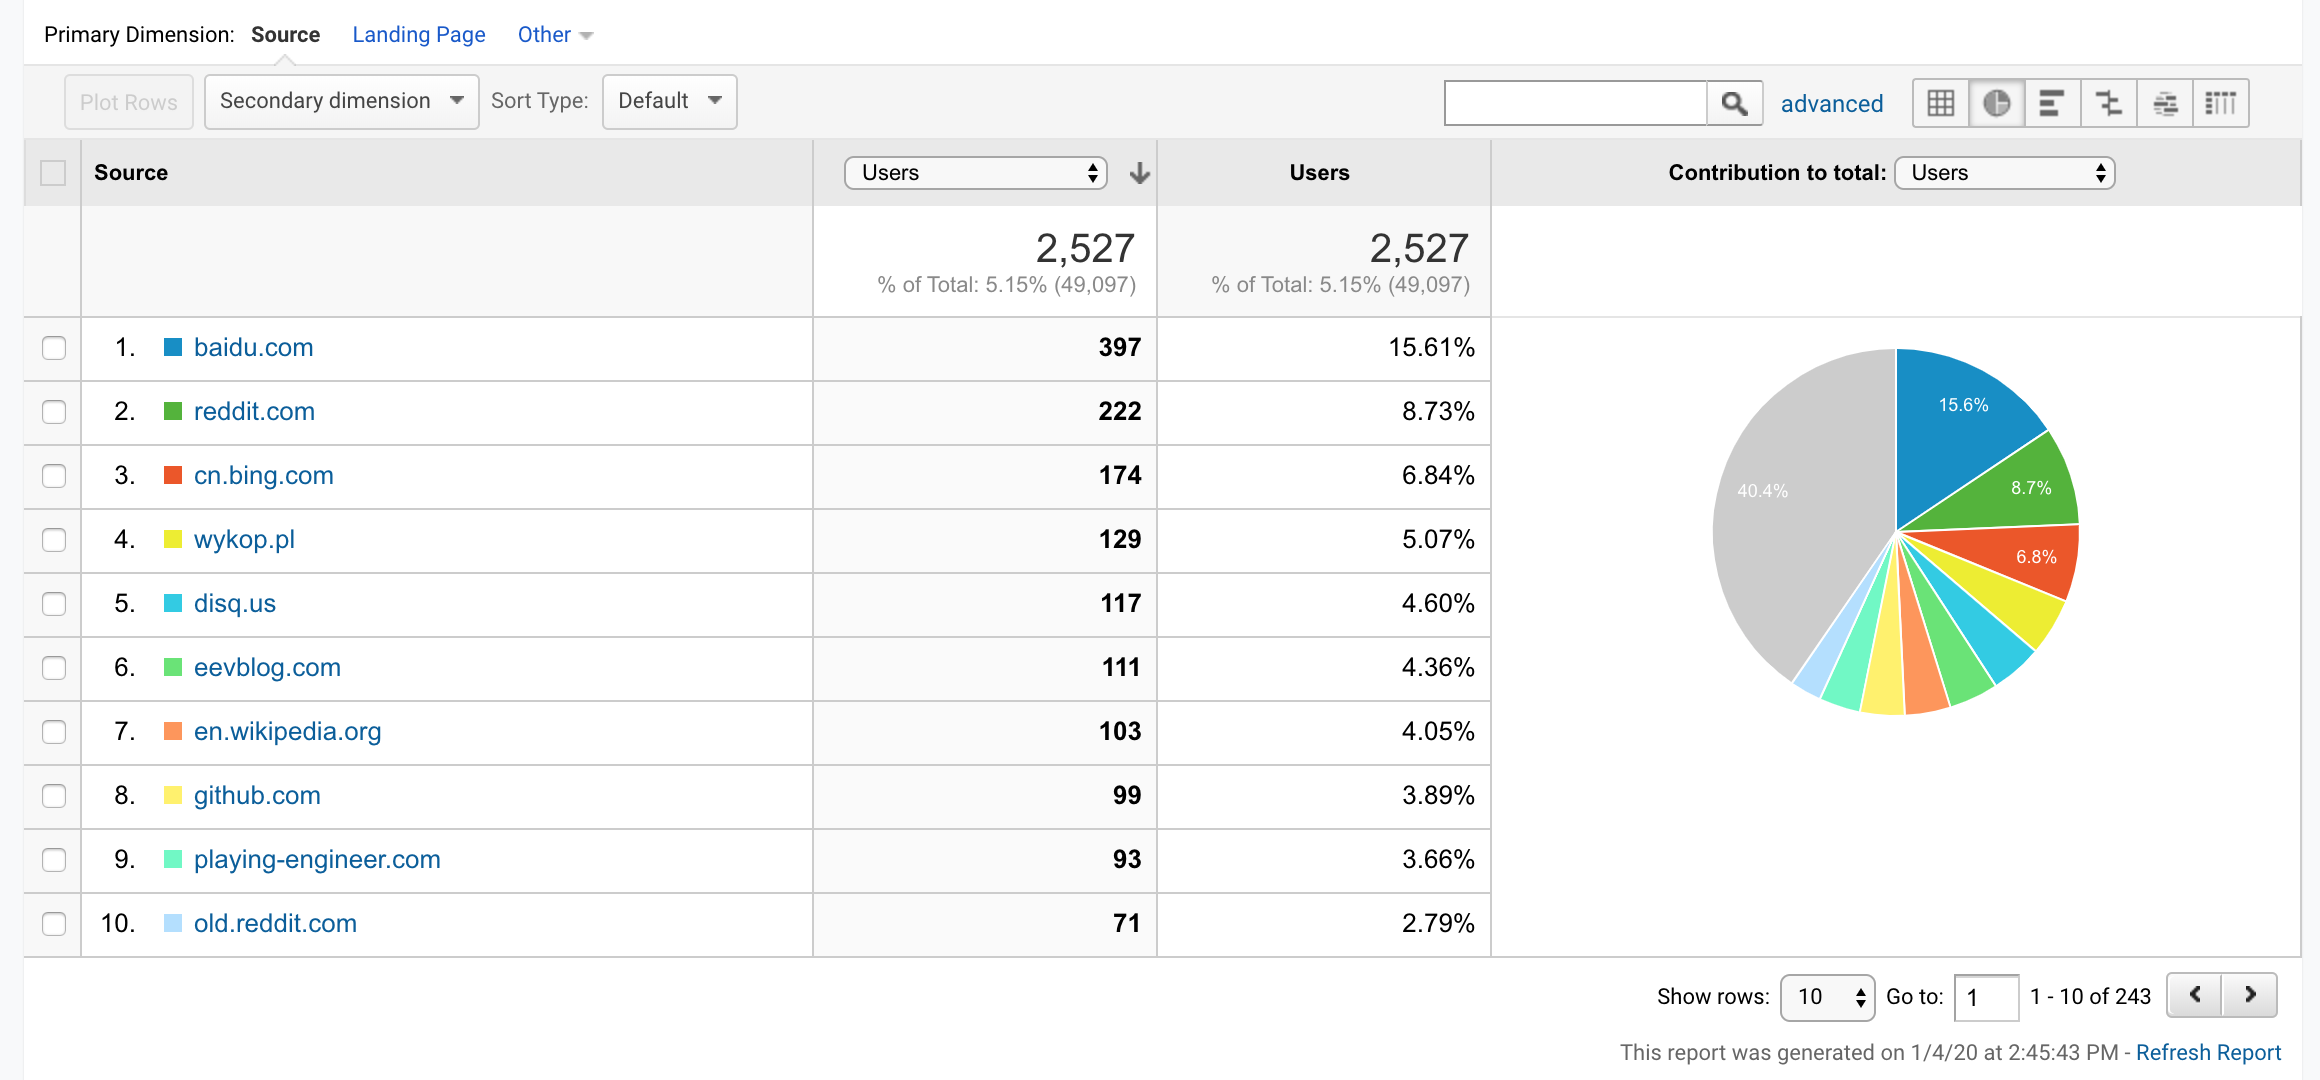 Primary Dimension: Source Landing Page Other
Plot Rows Secondary dimension Sort Type: Default advanced
Source Users Users Contribution to total: Users
2,527 2,527
% of Total: 5.15% (49,097) % of Total: 5.15% (49,097)
1. baidu.com 397 15.61%
2. reddit.com 222 8.73%
3. cn.bing.com 174 6.84%
4. wykop.pl 129 5.07%
5. disq.us 117 4.60%
6. eevblog.com 111 4.36%
7. en.wikipedia.org 103 4.05%
8. github.com 99 3.89%
9. playing-engineer.com 93 3.66%
10. old.reddit.com 71 2.79%
15.6%
8.7%
40.4%
6.8%
Show rows: 10 Go to: 1 1 - 10 of 243
This report was generated on 1/4/20 at 2:45:43 PM - Refresh Report